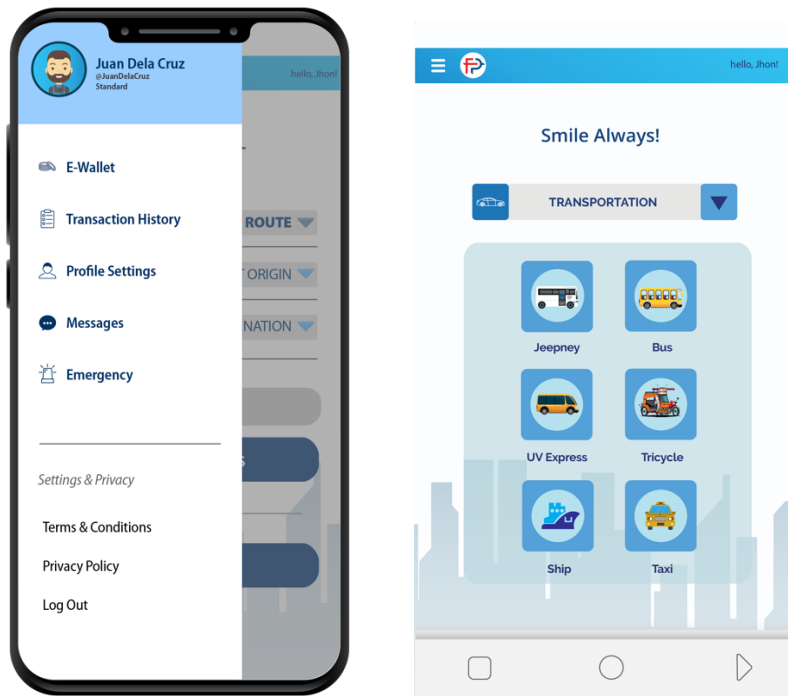 Juan Dela Cruz
@JuanDelaCruz
Standard
hello, Jhon!
E-Wallet
Transaction History
ROUTE
Profile Settings
ORIGIN
Messages
NATION
Emergency
S
Settings & Privacy
Terms & Conditions
Privacy Policy
Log Out
FP
hello, Jhon!
Smile Always!
TRANSPORTATION
Jeepney
Bus
UV Express
Tricycle
Ship
Taxi